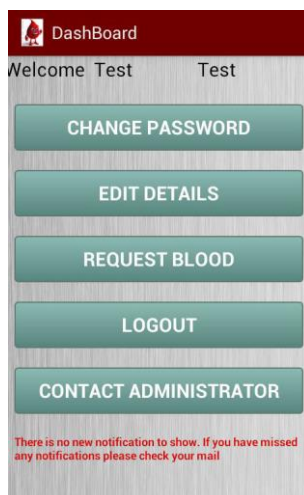 DashBoard
Welcome Test Test
CHANGE PASSWORD
EDIT DETAILS
REQUEST BLOOD
LOGOUT
CONTACT ADMINISTRATOR
There is no new notification to show. If you have missed
any notifications please check your mail